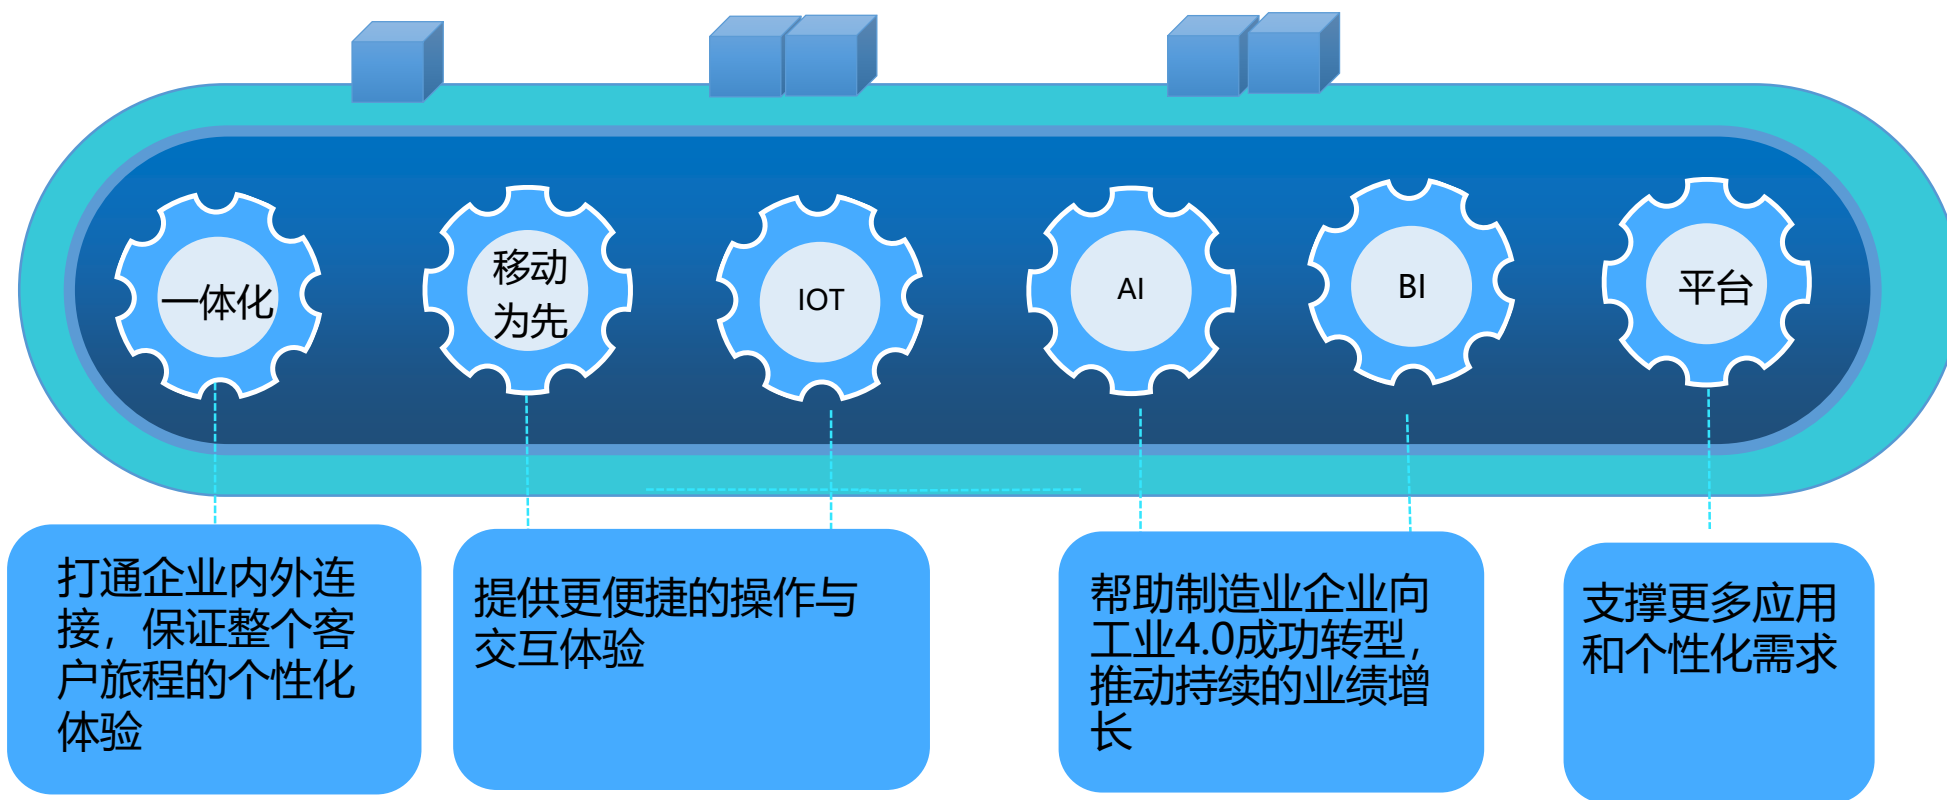 一体化
移动
为先
IOT
AI
BI
平台
打通企业内外连
接，保证整个客
户旅程的个性化
体验
提供更便捷的操作与
交互体验
帮助制造业企业向
工业4.0成功转型，
推动持续的业绩增
长
支撑更多应用
和个性化需求